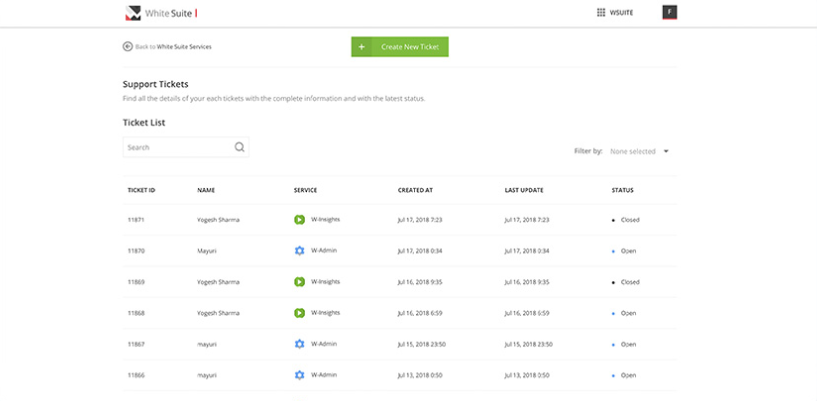 White Suite
WSUITE
F
Back to White Suite Services
+ Create New Ticket
Support Tickets
Find all the details of your each tickets with the complete information and with the latest status.
Ticket List
Search
Filter by: None selected
TICKET ID NAME SERVICE CREATED AT LAST UPDATE STATUS
11871 Yogesh Sharma W-Insights Jul 17, 2018 7:23 Jul 17, 2018 7:23 Closed
11870 Mayuri W-Admin Jul 17, 2018 0:34 Jul 17, 2018 0:34 Open
11869 Yogesh Sharma W-Insights Jul 16, 2018 9:35 Jul 16, 2018 9:35 Closed
11868 Yogesh Sharma W-Insights Jul 16, 2018 6:59 Jul 16, 2018 6:59 Open
11867 mayuri W-Admin Jul 15, 2018 23:50 Jul 15, 2018 23:50 Open
11866 mayuri W-Admin Jul 13, 2018 0:50 Jul 13, 2018 0:50 Open